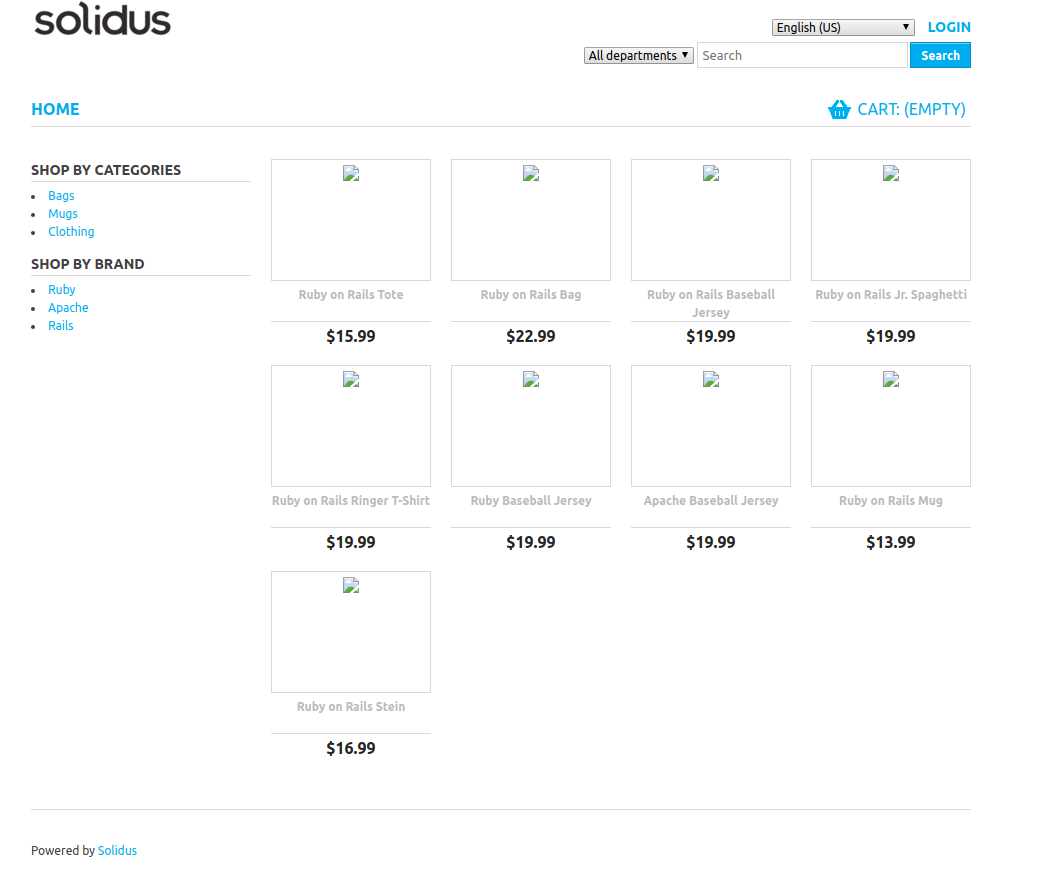 solidus
English (US)
LOGIN
All departments
Search
Search
HOME
CART: (EMPTY)
SHOP BY CATEGORIES
Bags
Mugs
Clothing
SHOP BY BRAND
Ruby
Apache
Rails
Ruby on Rails Tote
$15.99
Ruby on Rails Bag
$22.99
Ruby on Rails Baseball
Jersey
$19.99
Ruby on Rails Jr. Spaghetti
$19.99
Ruby on Rails Ringer T-Shirt
$19.99
Ruby Baseball Jersey
$19.99
Apache Baseball Jersey
$19.99
Ruby on Rails Mug
$13.99
Ruby on Rails Stein
$16.99
Powered by Solidus